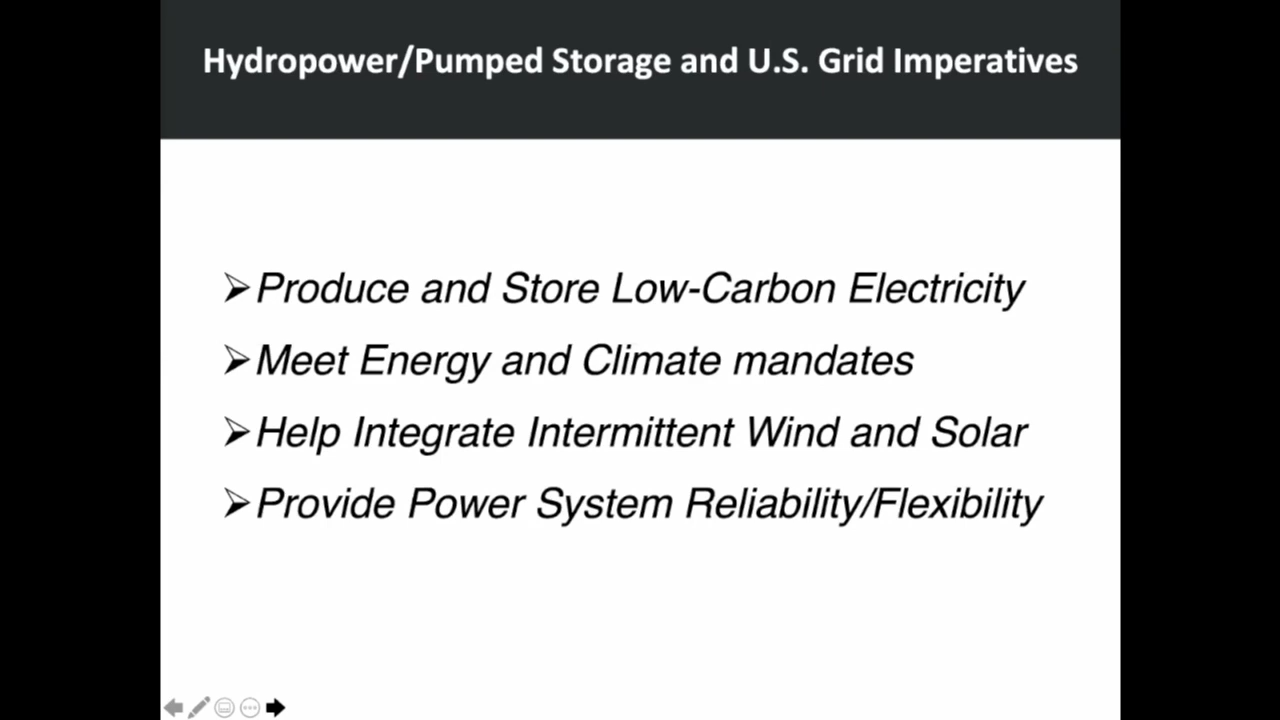 Hydropower/Pumped Storage and U.S. Grid Imperatives
➢Produce and Store Low-Carbon Electricity
➢Meet Energy and Climate mandates
➢Help Integrate Intermittent Wind and Solar
➢Provide Power System Reliability/Flexibility